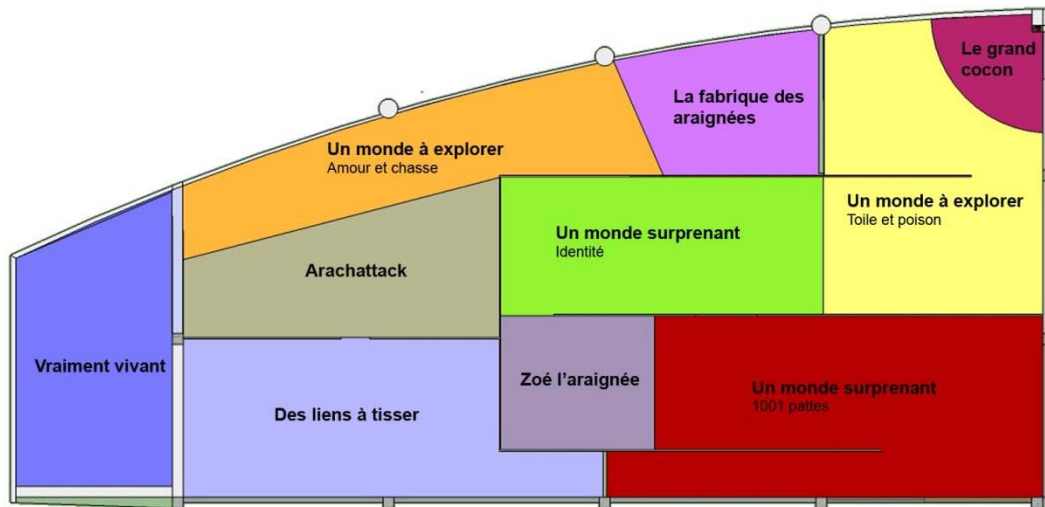 Le grand
cocon
La fabrique des
araignées
Un monde à explorer
Amour et chasse
Un monde à explorer
Toile et poison
Un monde surprenant
Identité
Arachattack
Vraiment vivant
Zoé l'araignée
Un monde surprenant
1001 pattes
Des liens à tisser